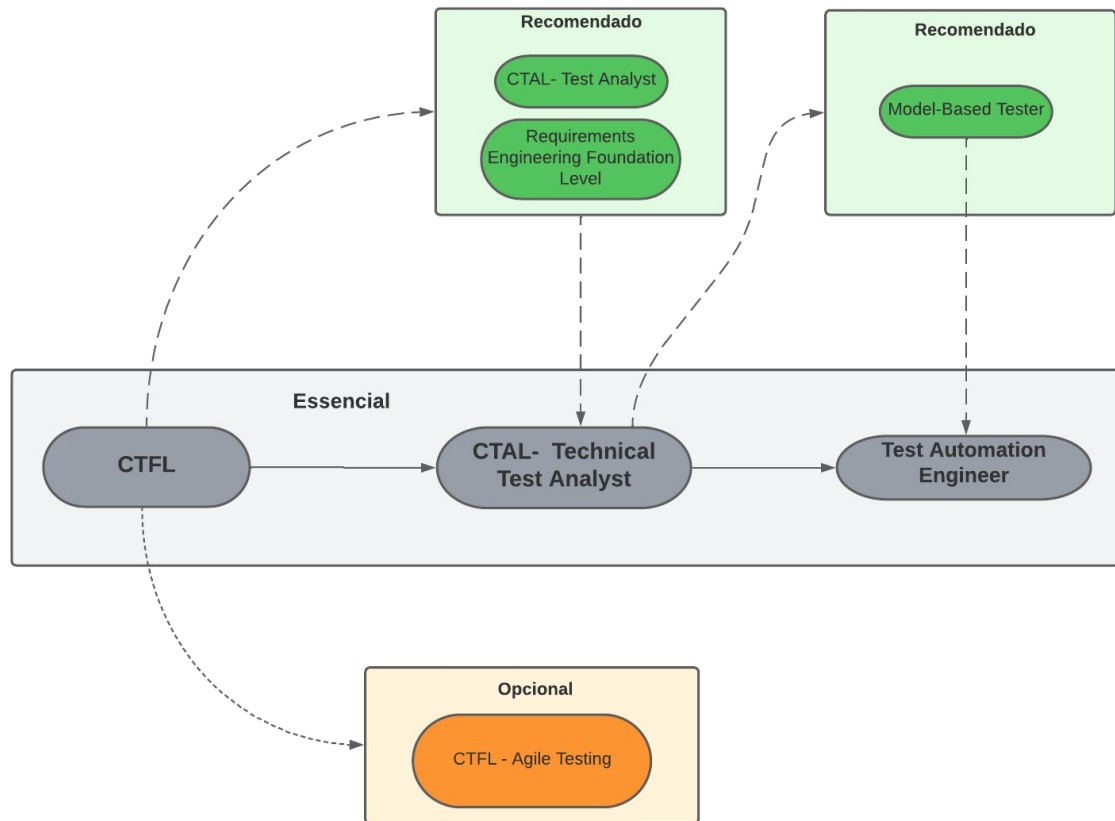 Recomendado
CTAL- Test Analyst
Requirements
Engineering Foundation
Level
Recomendado
Model-Based Tester
Essencial
CTFL
CTAL-  Technical
Test Analyst
Test Automation
Engineer
Opcional
CTFL - Agile Testing